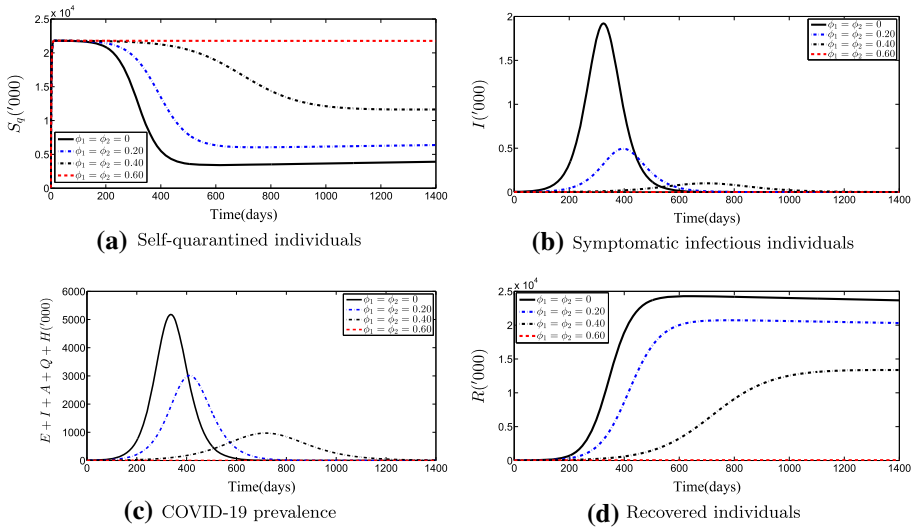 x 10⁴
2.5
2
1.5
1
0.5
0
S_q('000)
ϕ₁ = ϕ₂ = 0
ϕ₁ = ϕ₂ = 0.20
ϕ₁ = ϕ₂ = 0.40
ϕ₁ = ϕ₂ = 0.60
0 200 400 600 800 1000 1200 1400
Time(days)
(a) Self-quarantined individuals
2
1.5
1
0.5
0
I('000)
ϕ₁ = ϕ₂ = 0
ϕ₁ = ϕ₂ = 0.20
ϕ₁ = ϕ₂ = 0.40
ϕ₁ = ϕ₂ = 0.60
0 200 400 600 800 1000 1200 1400
Time(days)
(b) Symptomatic infectious individuals
6000
5000
4000
3000
2000
1000
0
E + I + A + Q + H('000)
ϕ₁ = ϕ₂ = 0
ϕ₁ = ϕ₂ = 0.20
ϕ₁ = ϕ₂ = 0.40
ϕ₁ = ϕ₂ = 0.60
0 200 400 600 800 1000 1200 1400
Time(days)
(c) COVID-19 prevalence
x 10⁴
2.5
2
1.5
1
0.5
0
R('000)
ϕ₁ = ϕ₂ = 0
ϕ₁ = ϕ₂ = 0.20
ϕ₁ = ϕ₂ = 0.40
ϕ₁ = ϕ₂ = 0.60
0 200 400 600 800 1000 1200 1400
Time(days)
(d) Recovered individuals